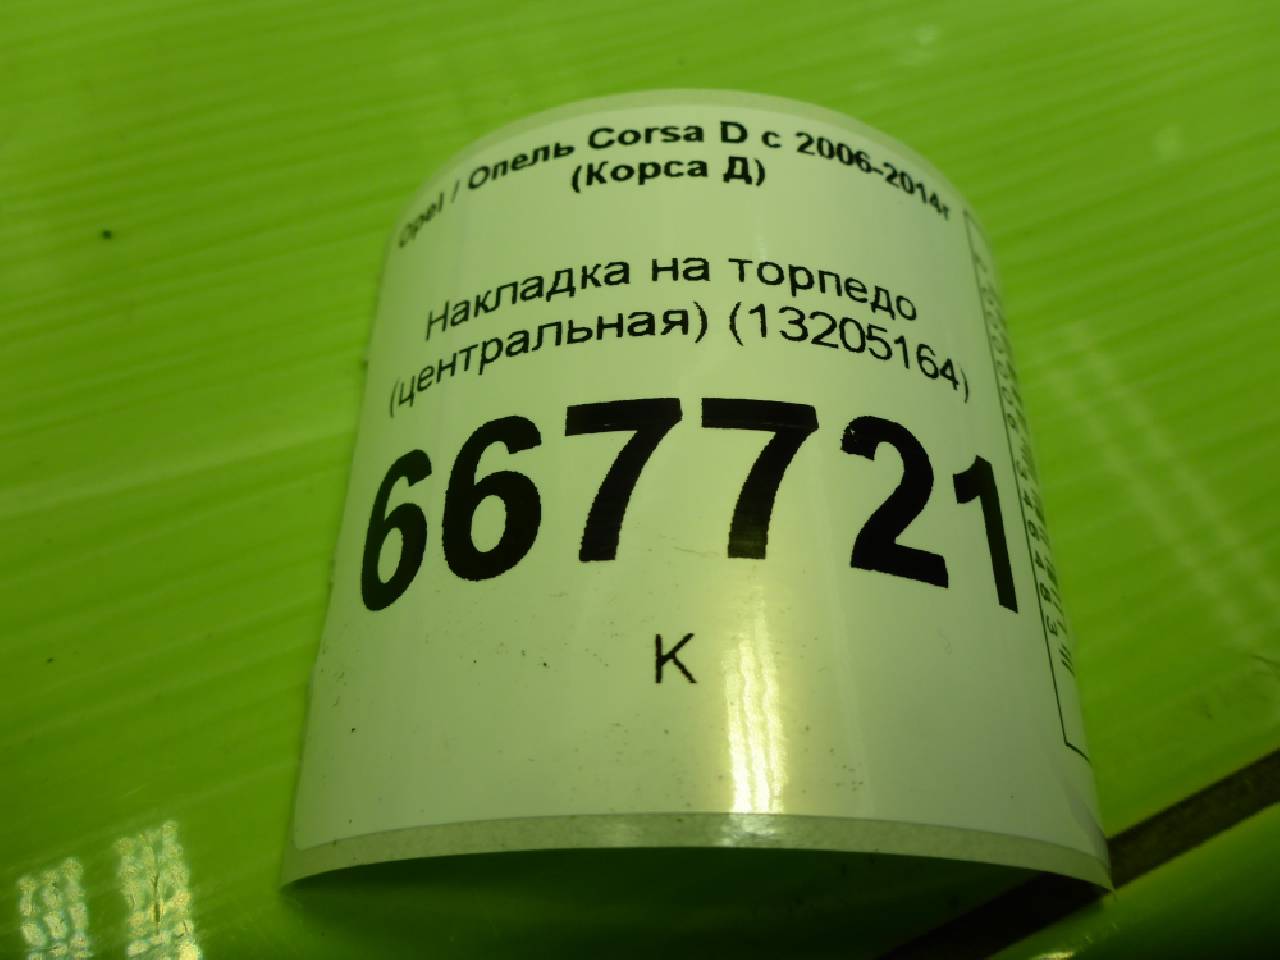 Opel / Опель Corsa D с 2006-2014г
(Корса Д)
Накладка на торпедо
(центральная) (13205164)
667721
К